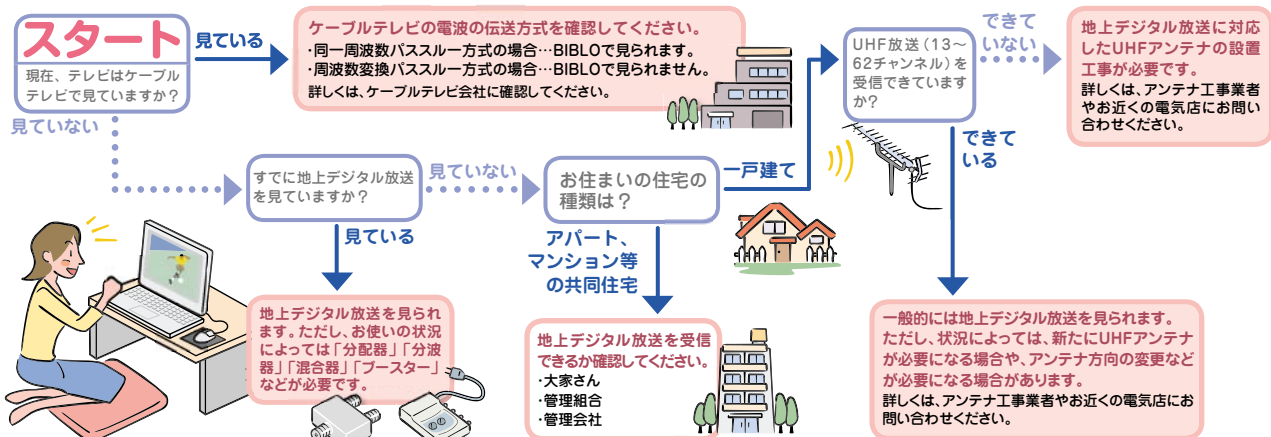 スタート
現在、テレビはケーブル
テレビで見ていますか？
見ている
ケーブルテレビの電波の伝送方式を確認してください。
・同一周波数パススルー方式の場合…BIBLOで見られます。
・周波数変換パススルー方式の場合…BIBLOで見られません。
詳しくは、ケーブルテレビ会社に確認してください。
見ていない
すでに地上デジタル放送
を見ていますか？
見ている
地上デジタル放送を見られ
ます。ただし、お使いの状況
によっては「分配器」「分波
器」「混合器」「ブースター」
などが必要です。
見ていない
お住まいの住宅の
種類は？
アパート、
マンション等
の共同住宅
地上デジタル放送を受信
できるか確認してください。
・大家さん
・管理組合
・管理会社
一戸建て
UHF放送（13～
62チャンネル）を
受信できています
か？
できて
いない
地上デジタル放送に対応
したUHFアンテナの設置
工事が必要です。
詳しくは、アンテナ工事業者
やお近くの電気店にお問い
合わせください。
できて
いる
一般的には地上デジタル放送を見られます。
ただし、状況によっては、新たにUHFアンテナ
が必要になる場合や、アンテナ方向の変更など
が必要になる場合があります。
詳しくは、アンテナ工事業者やお近くの電気店にお
問い合わせください。